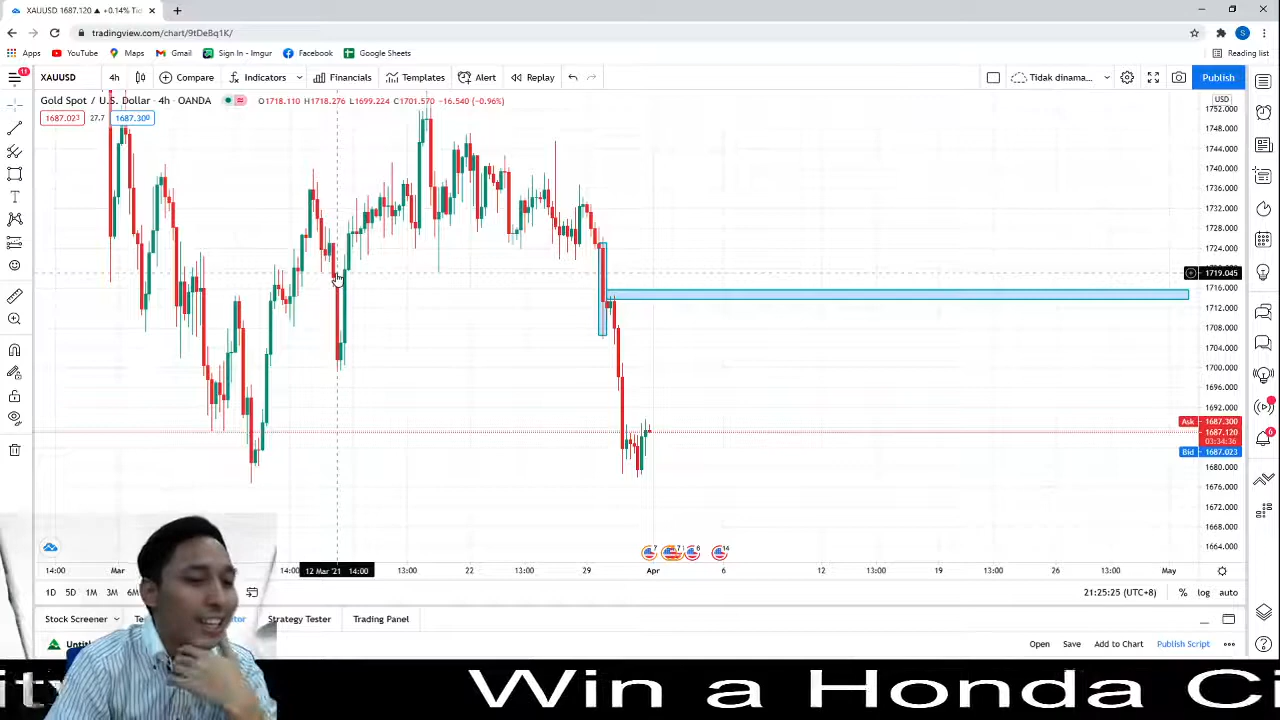 XAUUSD 1687.120 ▲ +0.14% Tic
tradingview.com/chart/9tDeBq1K/
Apps YouTube Maps Gmail Sign In - Imgur Facebook Google Sheets Reading list
11
XAUUSD 4h Compare Indicators Financials Templates Alert Replay Tidak dinama... Publish
Gold Spot / U.S. Dollar · 4h · OANDA O1718.110 H1718.276 L1699.224 C1701.570 -16.540 (-0.96%)
USD
1687.023 27.7 1687.300
1752.000
1748.000
1744.000
1740.000
1736.000
1732.000
1728.000
1724.000
1719.045
1716.000
1712.000
1708.000
1704.000
1700.000
1696.000
1692.000
Ask 1687.300
1687.120
03:34:36
Bid 1687.023
1680.000
1676.000
1672.000
1668.000
1664.000
14:00 Mar 14:00 12 Mar '21 14:00 13:00 22 13:00 29 Apr 6 12 13:00 19 13:00 26 13:00 May
1D 5D 1M 3M 6M 21:25:25 (UTC+8) % log auto
Stock Screener Strategy Tester Trading Panel
Open Save Add to Chart Publish Script
Win a Honda Ci